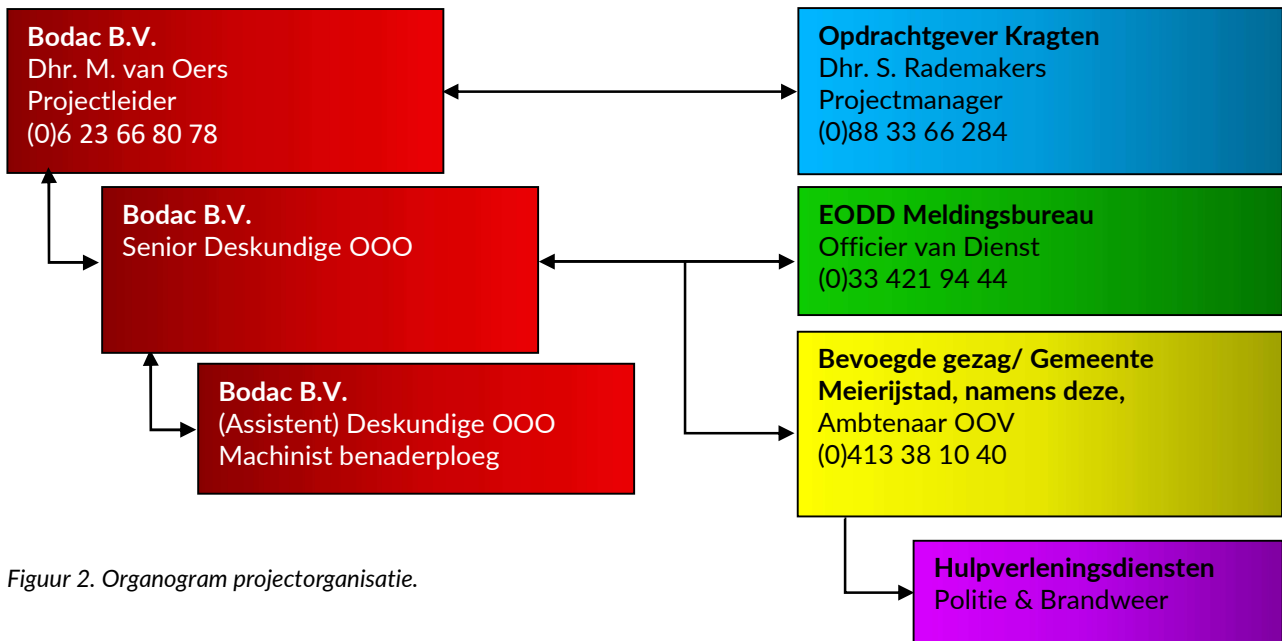 Bodac B.V.
Dhr. M. van Oers
Projectleider
(0)6 23 66 80 78
Opdrachtgever Kragten
Dhr. S. Rademakers
Projectmanager
(0)88 33 66 284
Bodac B.V.
Senior Deskundige OOO
EODD Meldingsbureau
Officier van Dienst
(0)33 421 94 44
Bodac B.V.
(Assistent) Deskundige OOO
Machinist benaderploeg
Bevoegde gezag/ Gemeente
Meierijstad, namens deze,
Ambtenaar OOV
(0)413 38 10 40
Hulpverleningsdiensten
Politie & Brandweer
Figuur 2. Organogram projectorganisatie.